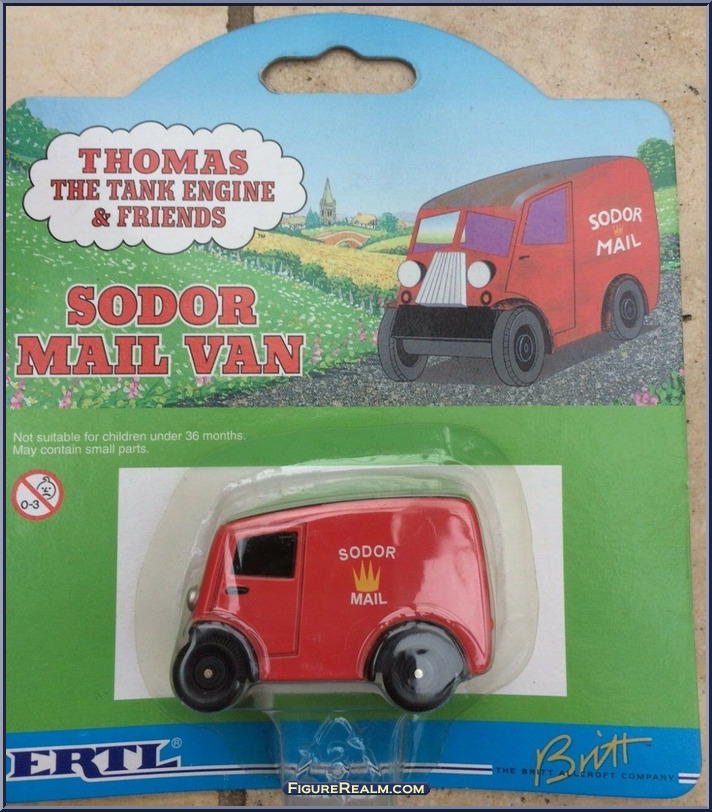 THOMAS
THE TANK ENGINE
& FRIENDS
™
SODOR
MAIL
SODOR
MAIL VAN
Not suitable for children under 36 months.
May contain small parts.
0-3
SODOR
MAIL
ERTL®
Britt
THE BRITT ALLCROFT COMPANY
FIGUREREALM.COM